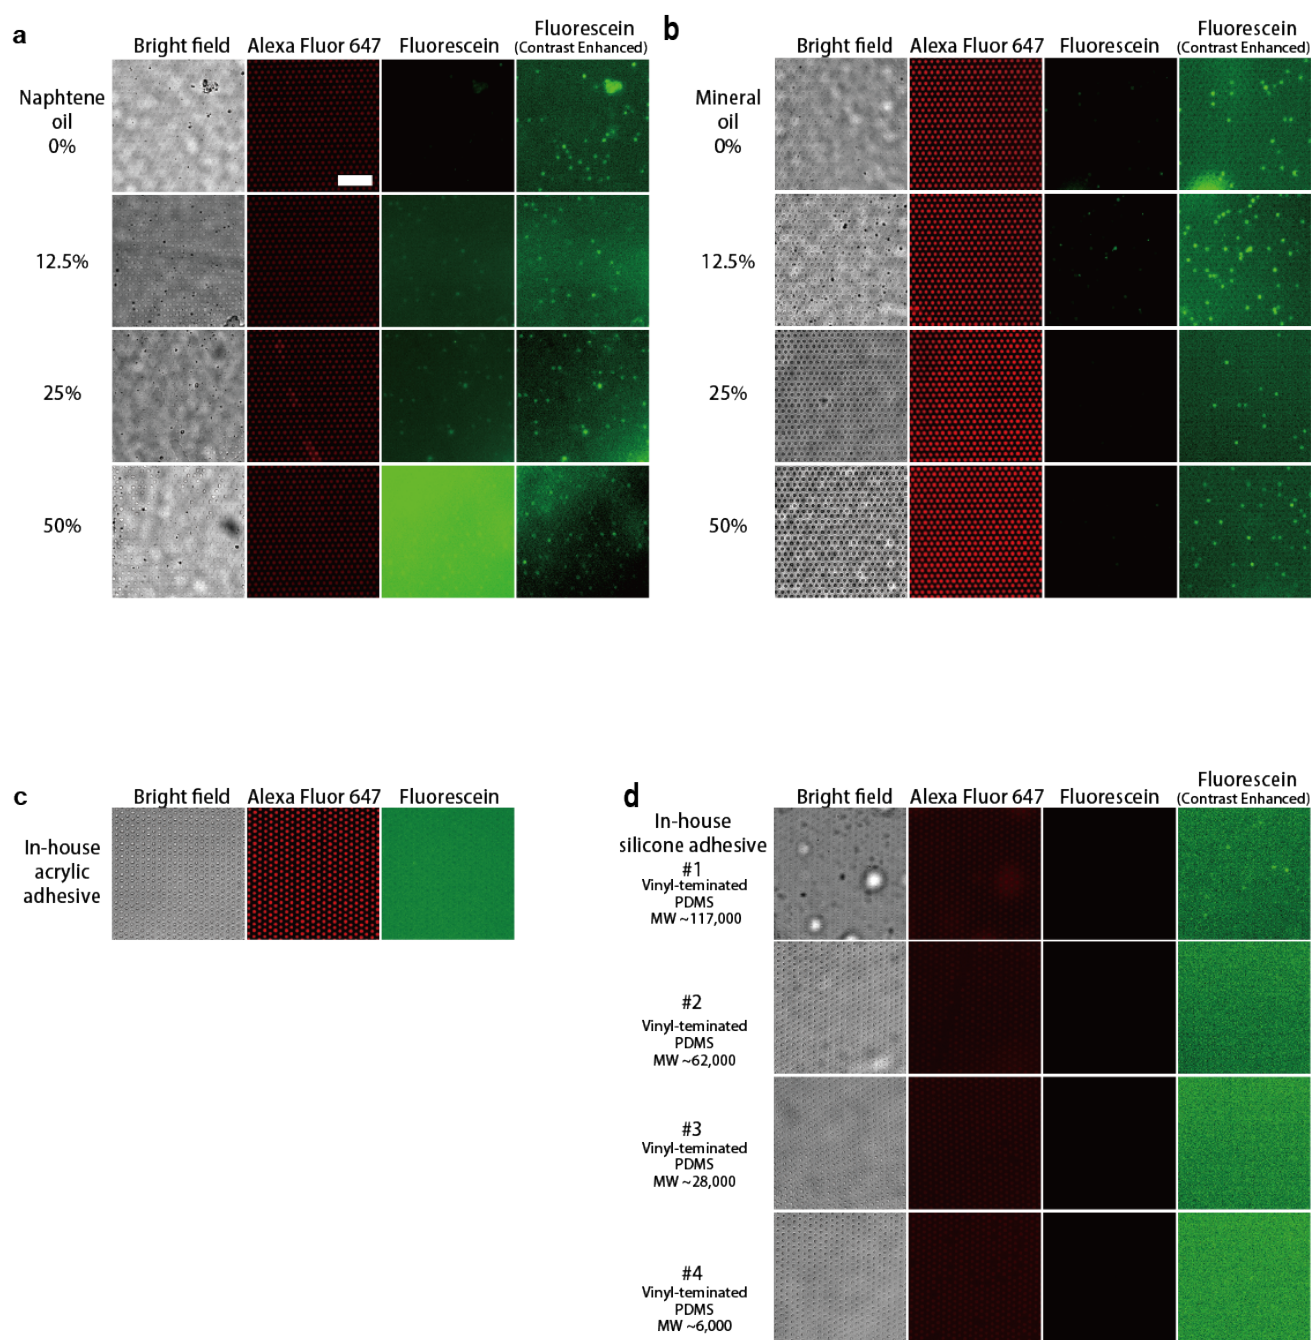 a
Bright field
Alexa Fluor 647
Fluorescein
Fluorescein
(Contrast Enhanced)
Naphtene
oil
0%
12.5%
25%
50%
b
Bright field
Alexa Fluor 647
Fluorescein
Fluorescein
(Contrast Enhanced)
Mineral
oil
0%
12.5%
25%
50%
c
Bright field
Alexa Fluor 647
Fluorescein
In-house
acrylic
adhesive
d
Bright field
Alexa Fluor 647
Fluorescein
Fluorescein
(Contrast Enhanced)
In-house
silicone adhesive
#1
Vinyl-teminated
PDMS
MW ~117,000
#2
Vinyl-teminated
PDMS
MW ~62,000
#3
Vinyl-teminated
PDMS
MW ~28,000
#4
Vinyl-teminated
PDMS
MW ~6,000